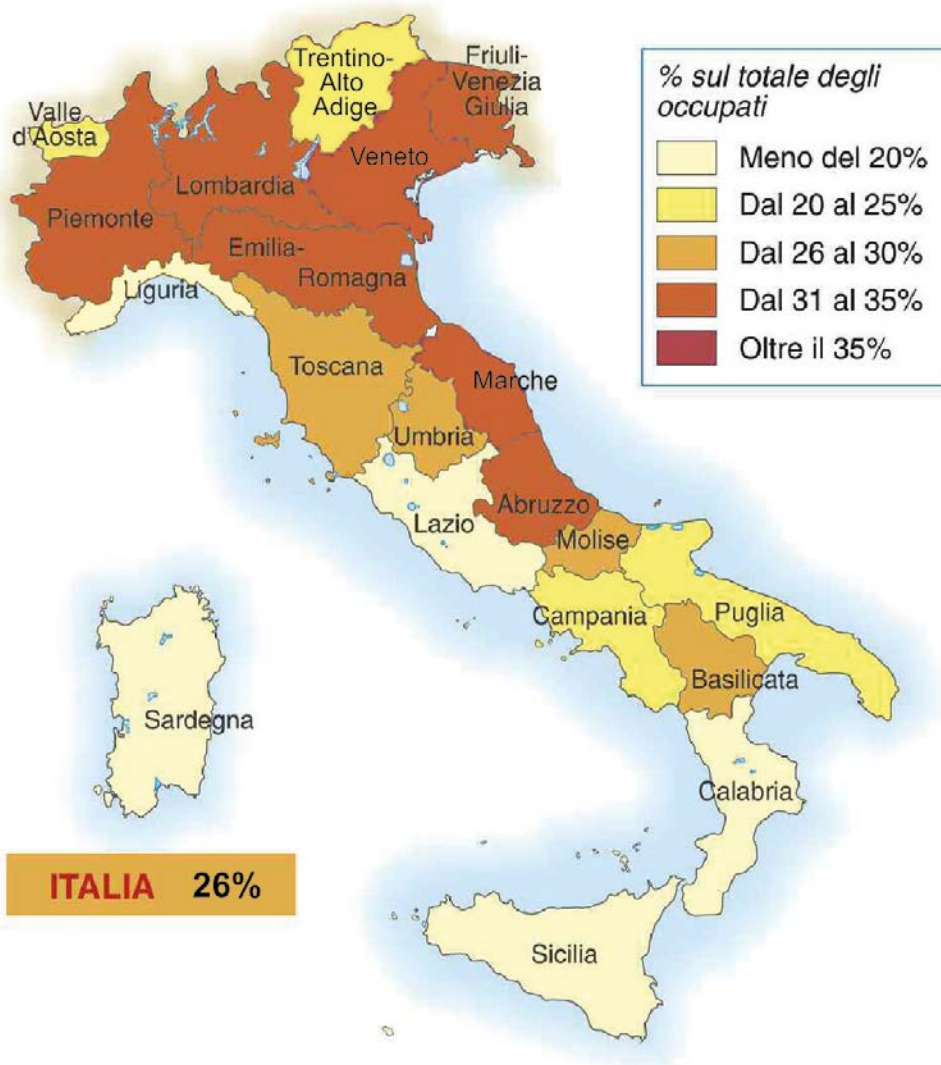 Trentino-
Alto
Adige
Friuli-
Venezia
Giulia
Valle
d'Aosta
Veneto
Lombardia
Piemonte
Emilia-
Romagna
Liguria
Toscana
Marche
Umbria
Abruzzo
Lazio
Molise
Campania
Puglia
Basilicata
Sardegna
Calabria
Sicilia
% sul totale degli
occupati
Meno del 20%
Dal 20 al 25%
Dal 26 al 30%
Dal 31 al 35%
Oltre il 35%
ITALIA 26%